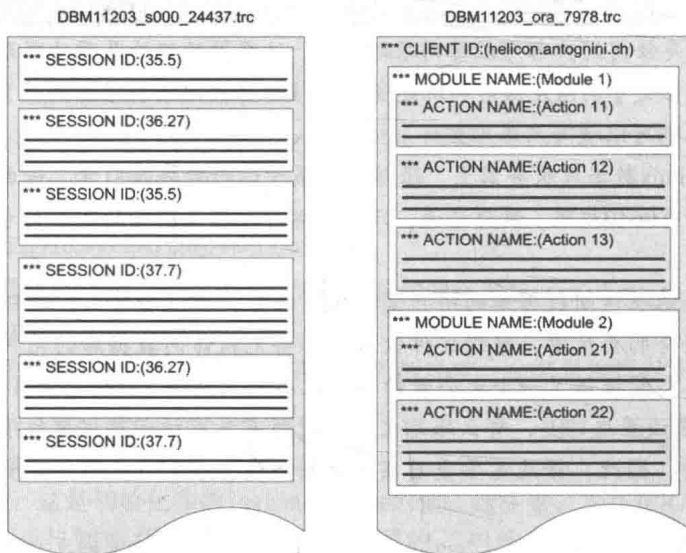 DBM11203_s000_24437.trc
*** SESSION ID:(35.5)
*** SESSION ID:(36.27)
*** SESSION ID:(35.5)
*** SESSION ID:(37.7)
*** SESSION ID:(36.27)
*** SESSION ID:(37.7)
DBM11203_ora_7978.trc
*** CLIENT ID:(helicon.antognini.ch)
*** MODULE NAME:(Module 1)
*** ACTION NAME:(Action 11)
*** ACTION NAME:(Action 12)
*** ACTION NAME:(Action 13)
*** MODULE NAME:(Module 2)
*** ACTION NAME:(Action 21)
*** ACTION NAME:(Action 22)